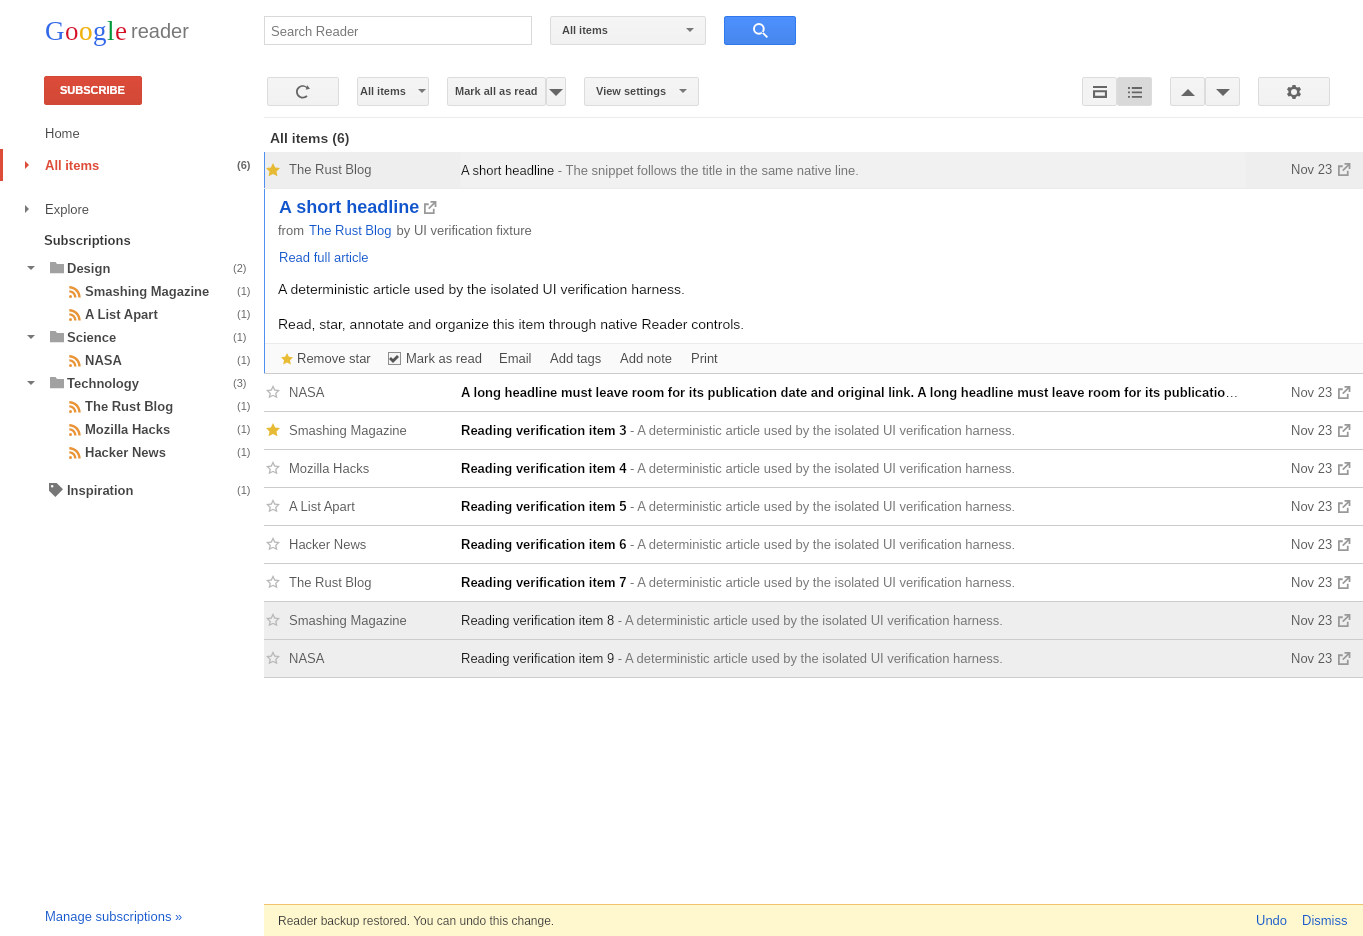 Google reader
Search Reader
All items
SUBSCRIBE
All items
Mark all as read
View settings
Home
All items (6)
Explore
Subscriptions
Design (2)
Smashing Magazine (1)
A List Apart (1)
Science (1)
NASA (1)
Technology (3)
The Rust Blog (1)
Mozilla Hacks (1)
Hacker News (1)
Inspiration (1)
Manage subscriptions »
All items (6)
The Rust Blog A short headline - The snippet follows the title in the same native line. Nov 23
A short headline
from The Rust Blog by UI verification fixture
Read full article
A deterministic article used by the isolated UI verification harness.
Read, star, annotate and organize this item through native Reader controls.
Remove star Mark as read Email Add tags Add note Print
NASA A long headline must leave room for its publication date and original link. A long headline must leave room for its publicatio... Nov 23
Smashing Magazine Reading verification item 3 - A deterministic article used by the isolated UI verification harness. Nov 23
Mozilla Hacks Reading verification item 4 - A deterministic article used by the isolated UI verification harness. Nov 23
A List Apart Reading verification item 5 - A deterministic article used by the isolated UI verification harness. Nov 23
Hacker News Reading verification item 6 - A deterministic article used by the isolated UI verification harness. Nov 23
The Rust Blog Reading verification item 7 - A deterministic article used by the isolated UI verification harness. Nov 23
Smashing Magazine Reading verification item 8 - A deterministic article used by the isolated UI verification harness. Nov 23
NASA Reading verification item 9 - A deterministic article used by the isolated UI verification harness. Nov 23
Reader backup restored. You can undo this change. Undo Dismiss